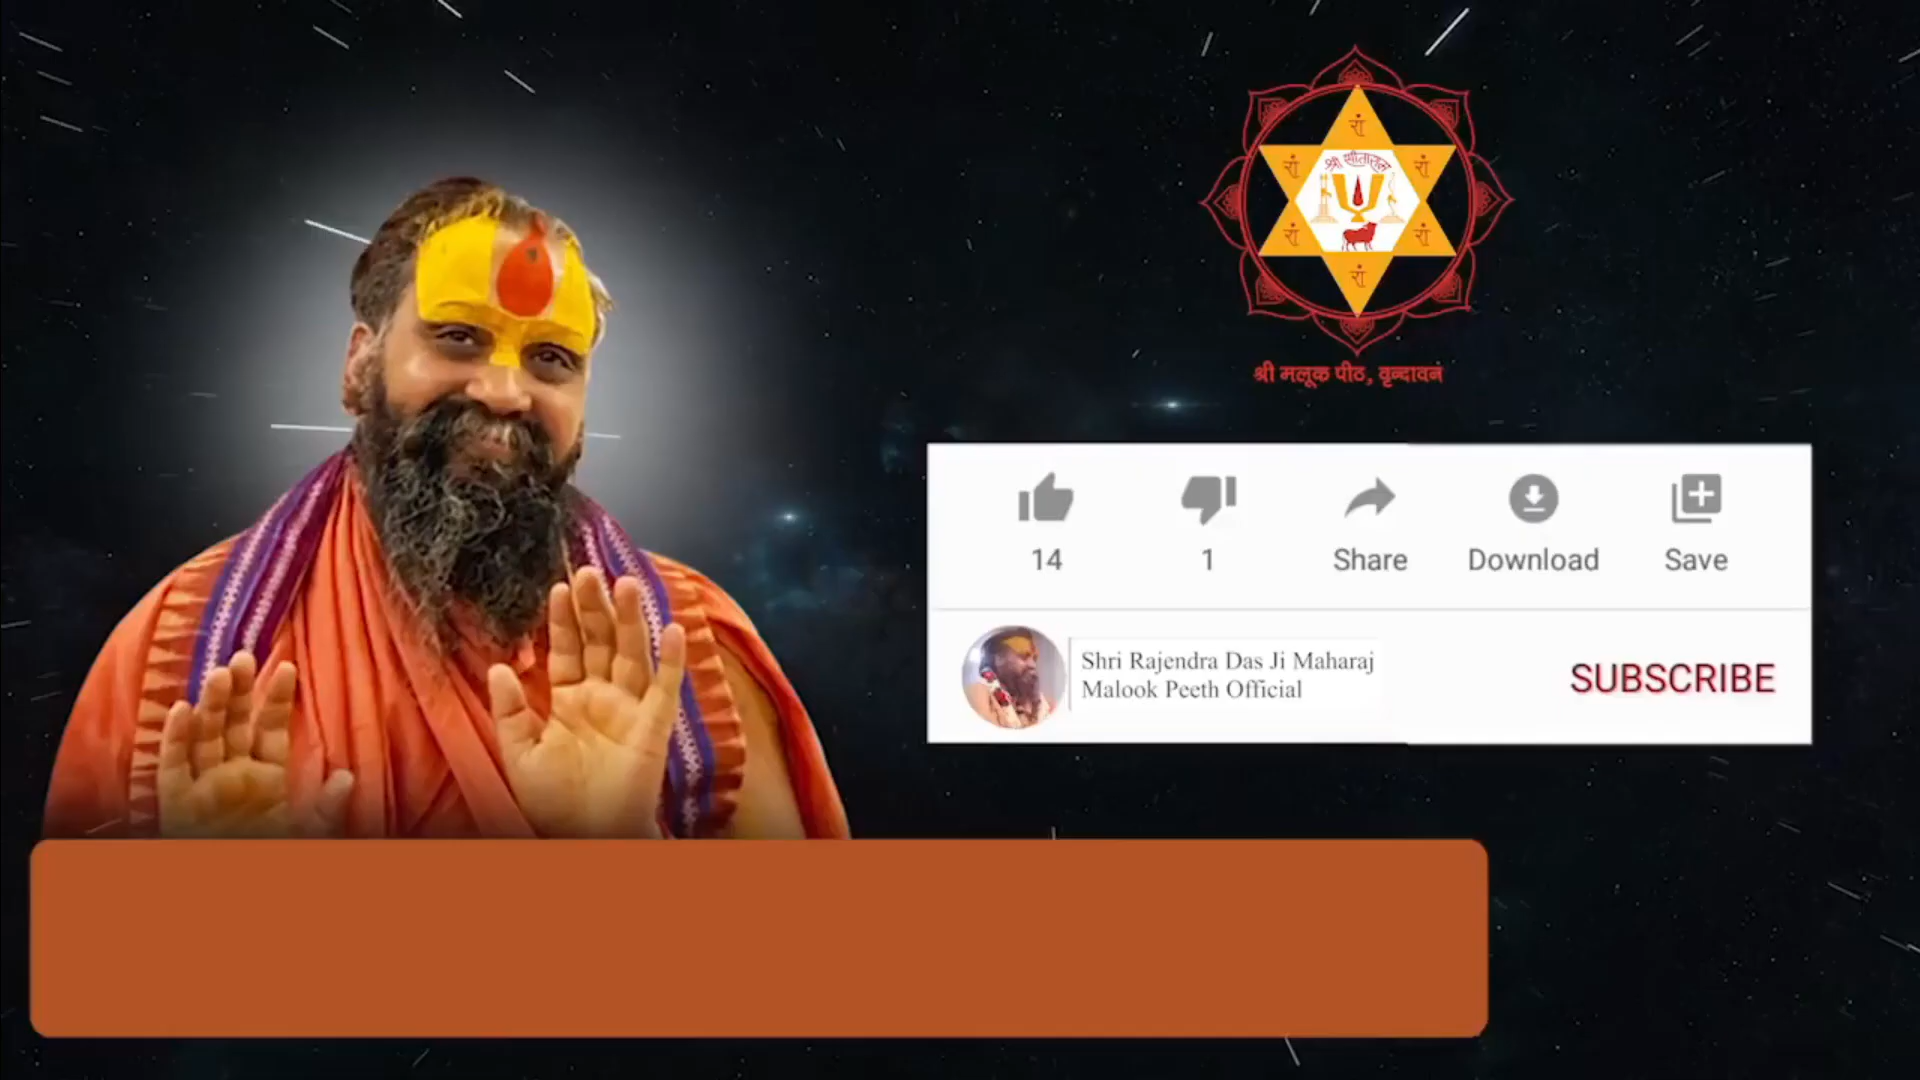 रां
रां
रां
श्री सीताराम
रां
रां
रां
श्री मलूक पीठ, वृन्दावन
14
1
Share
Download
Save
Shri Rajendra Das Ji Maharaj
Malook Peeth Official
SUBSCRIBE